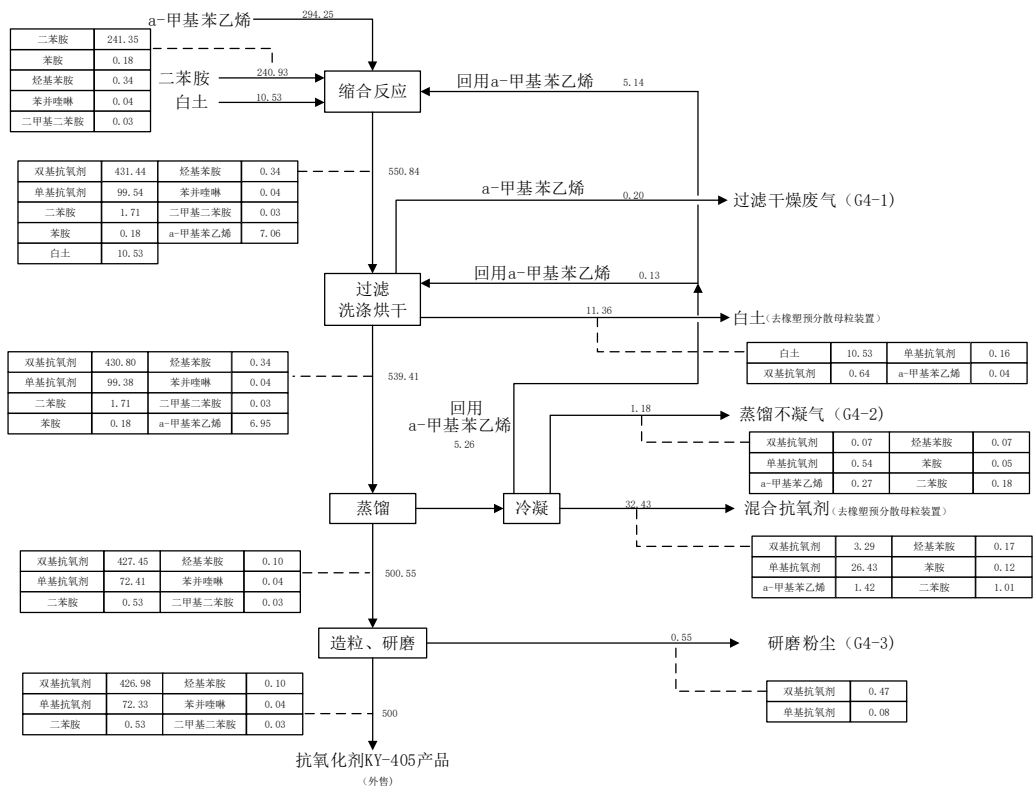 a-甲基苯乙烯
294.25
二苯胺 241.35
苯胺 0.18
烃基苯胺 0.34
苯并喹啉 0.04
二甲基二苯胺 0.03
二苯胺
240.93
白土
10.53
缩合反应
回用a-甲基苯乙烯
5.14
双基抗氧剂 431.44 烃基苯胺 0.34
单基抗氧剂 99.54 苯并喹啉 0.04
二苯胺 1.71 二甲基二苯胺 0.03
苯胺 0.18 a-甲基苯乙烯 7.06
白土 10.53
550.84
a-甲基苯乙烯
0.20
过滤干燥废气（G4-1）
过滤
洗涤烘干
回用a-甲基苯乙烯
0.13
11.36
白土（去橡塑预分散母粒装置）
白土 10.53 单基抗氧剂 0.16
双基抗氧剂 0.64 a-甲基苯乙烯 0.04
双基抗氧剂 430.80 烃基苯胺 0.34
单基抗氧剂 99.38 苯并喹啉 0.04
二苯胺 1.71 二甲基二苯胺 0.03
苯胺 0.18 a-甲基苯乙烯 6.95
539.41
回用
a-甲基苯乙烯
5.26
1.18
蒸馏不凝气（G4-2）
双基抗氧剂 0.07 烃基苯胺 0.07
单基抗氧剂 0.54 苯胺 0.05
a-甲基苯乙烯 0.27 二苯胺 0.18
蒸馏
冷凝
32.43
混合抗氧剂（去橡塑预分散母粒装置）
双基抗氧剂 3.29 烃基苯胺 0.17
单基抗氧剂 26.43 苯胺 0.12
a-甲基苯乙烯 1.42 二苯胺 1.01
双基抗氧剂 427.45 烃基苯胺 0.10
单基抗氧剂 72.41 苯并喹啉 0.04
二苯胺 0.53 二甲基二苯胺 0.03
500.55
造粒、研磨
0.55
研磨粉尘（G4-3）
双基抗氧剂 0.47
单基抗氧剂 0.08
双基抗氧剂 426.98 烃基苯胺 0.10
单基抗氧剂 72.33 苯并喹啉 0.04
二苯胺 0.53 二甲基二苯胺 0.03
500
抗氧化剂KY-405产品
（外售）